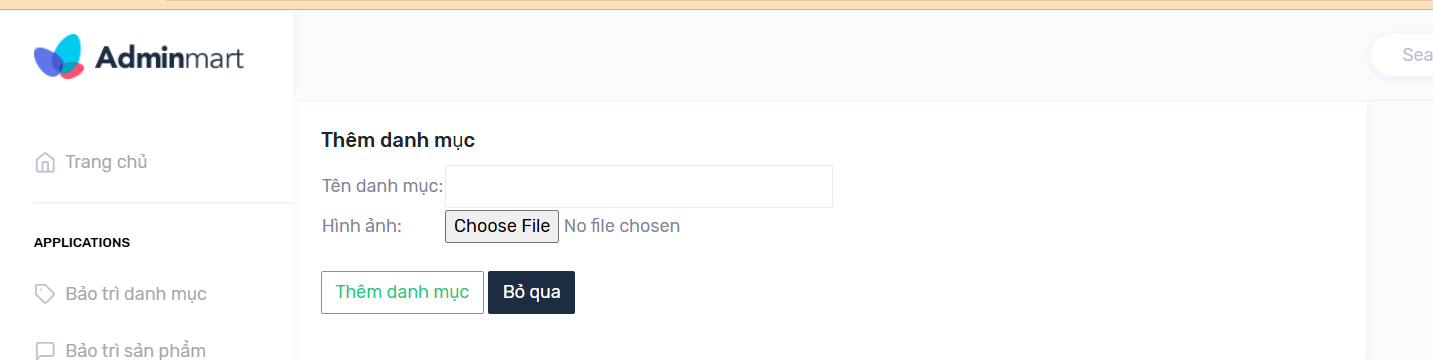 Adminmart
Sea
Trang chủ
APPLICATIONS
Bảo trì danh mục
Bảo trì sản phẩm
Thêm danh mục
Tên danh mục:
Hình ảnh: Choose File No file chosen
Thêm danh mục Bỏ qua